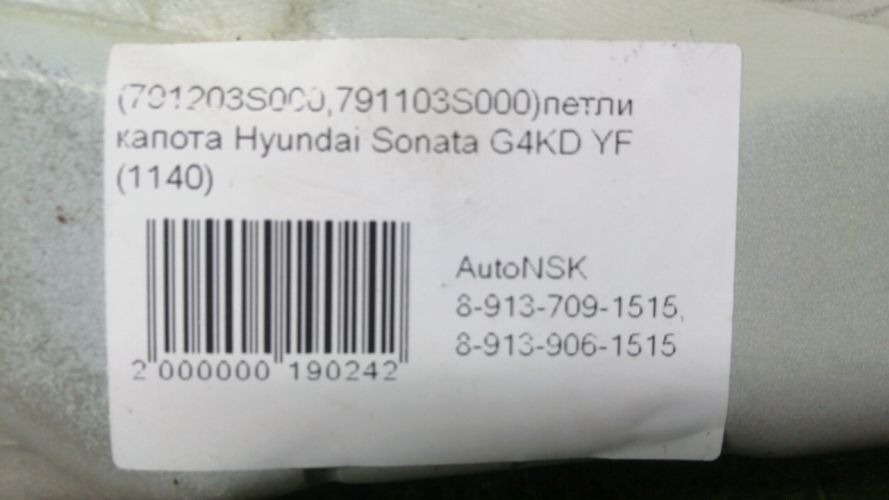 (791203S000,791103S000)петли
капота Hyundai Sonata G4KD YF
(1140)
AutoNSK
8-913-709-1515,
8-913-906-1515
2 000000 190242